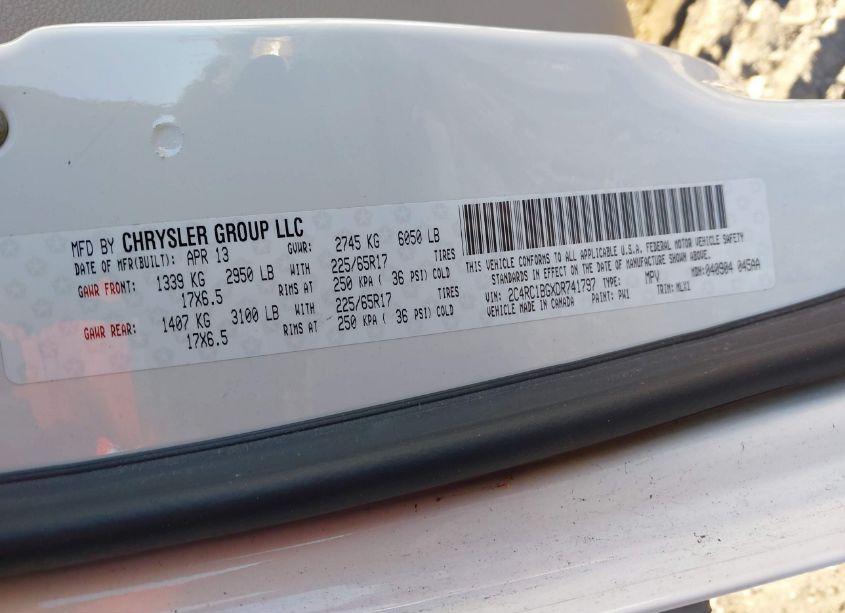 MFD BY CHRYSLER GROUP LLC
DATE OF MFR(BUILT): APR 13 GVWR: 2745 KG 6050 LB
GAWR FRONT: 1339 KG 2950 LB WITH 225/65R17 TIRES
17X6.5 RIMS AT 250 KPA ( 36 PSI) COLD
GAWR REAR: 1407 KG 3100 LB WITH 225/65R17 TIRES
17X6.5 RIMS AT 250 KPA ( 36 PSI) COLD
THIS VEHICLE CONFORMS TO ALL APPLICABLE U.S.A. FEDERAL MOTOR VEHICLE SAFETY
STANDARDS IN EFFECT ON THE DATE OF MANUFACTURE SHOWN ABOVE.
VIN: 2C4RC1BGXDR741797 TYPE: MPV MDH: 040904 045AA
VEHICLE MADE IN CANADA PAINT: PW1 TRIM: